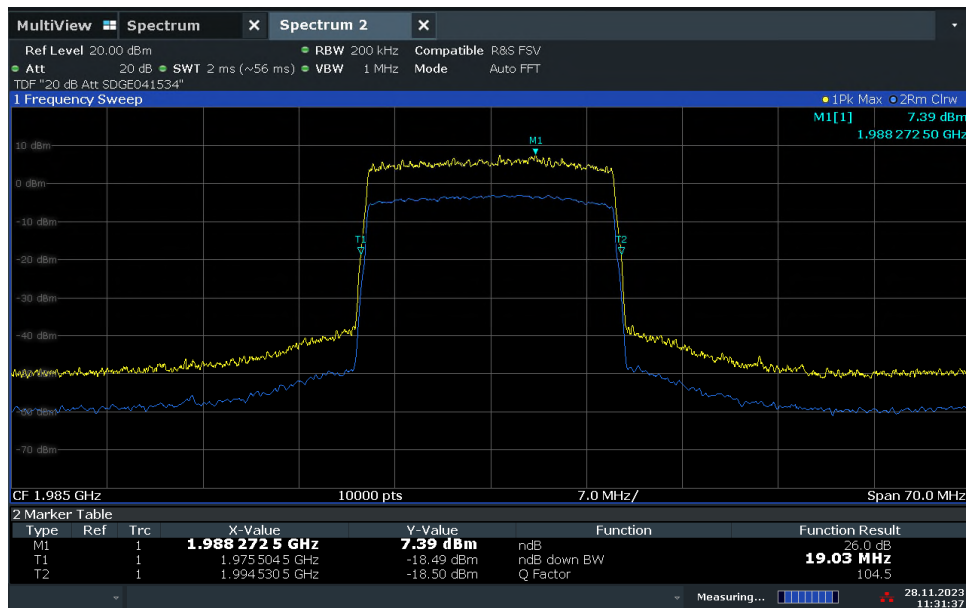 MultiView Spectrum X Spectrum 2 X
Ref Level 20.00 dBm RBW 200 kHz Compatible R&S FSV
Att 20 dB SWT 2 ms (~56 ms) VBW 1 MHz Mode Auto FFT
TDF "20 dB Att SDGE041534"
1 Frequency Sweep 1Pk Max 2Rm Clrw
M1[1] 7.39 dBm
1.988 272 50 GHz
M1
10 dBm
0 dBm
-10 dBm
T1 T2
-20 dBm
-30 dBm
-40 dBm
-70 dBm
CF 1.985 GHz 10000 pts 7.0 MHz/ Span 70.0 MHz
2 Marker Table
Type Ref Trc X-Value Y-Value Function Function Result
M1 1 1.988 272 5 GHz 7.39 dBm ndB 26.0 dB
T1 1 1.975 504 5 GHz -18.49 dBm ndB down BW 19.03 MHz
T2 1 1.994 530 5 GHz -18.50 dBm Q Factor 104.5
Measuring... 28.11.2023
11:31:37